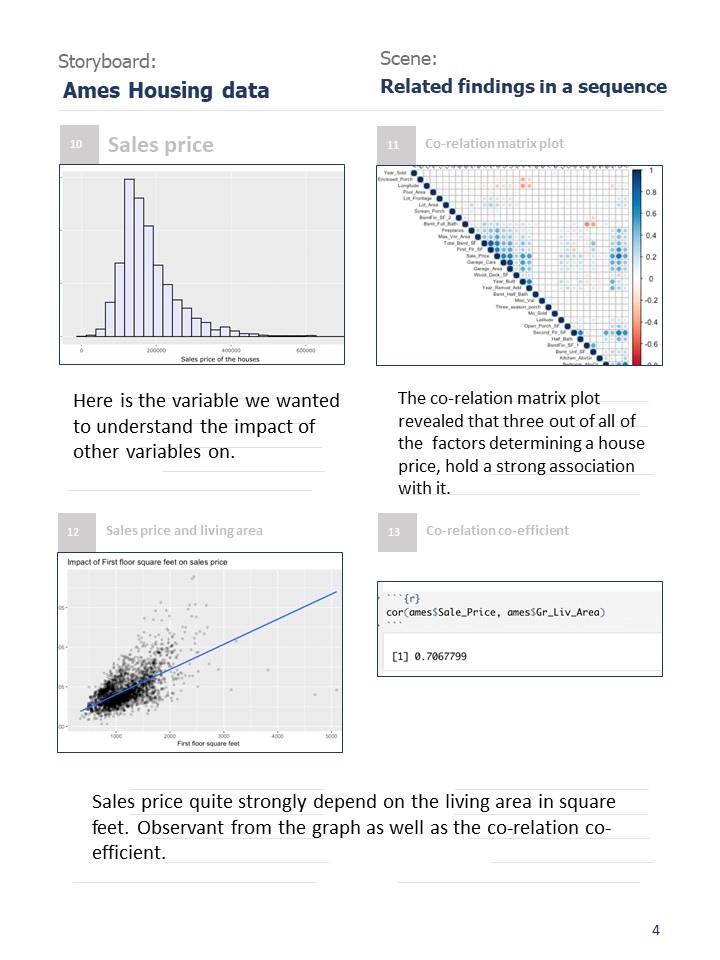 Storyboard:
Ames Housing data
Scene:
Related findings in a sequence
10
Sales price
0
200000
400000
600000
Sales price of the houses
Here is the variable we wanted
to understand the impact of
other variables on.
11
Co-relation matrix plot
Year_Sold
Enclosed_Porch
Longitude
Pool_Area
Lot_Frontage
Lot_Area
Screen_Porch
BsmtFin_SF_2
Bsmt_Full_Bath
Fireplaces
Mas_Vnr_Area
Total_Bsmt_SF
First_Flr_SF
Sale_Price
Garage_Cars
Garage_Area
Wood_Deck_SF
Year_Built
Year_Remod_Add
Bsmt_Half_Bath
Misc_Val
Three_season_porch
Mo_Sold
Latitude
Open_Porch_SF
Second_Flr_SF
Half_Bath
BsmtFin_SF_1
Bsmt_Unf_SF
Kitchen_AbvGr
1
0.8
0.6
0.4
0.2
0
-0.2
-0.4
-0.6
The co-relation matrix plot
revealed that three out of all of
the factors determining a house
price, hold a strong association
with it.
12
Sales price and living area
Impact of First floor square feet on sales price
1000
2000
3000
4000
5000
First floor square feet
13
Co-relation co-efficient
```{r}
cor(ames$Sale_Price, ames$Gr_Liv_Area)
```
[1] 0.7067799
Sales price quite strongly depend on the living area in square
feet. Observant from the graph as well as the co-relation co-
efficient.
4